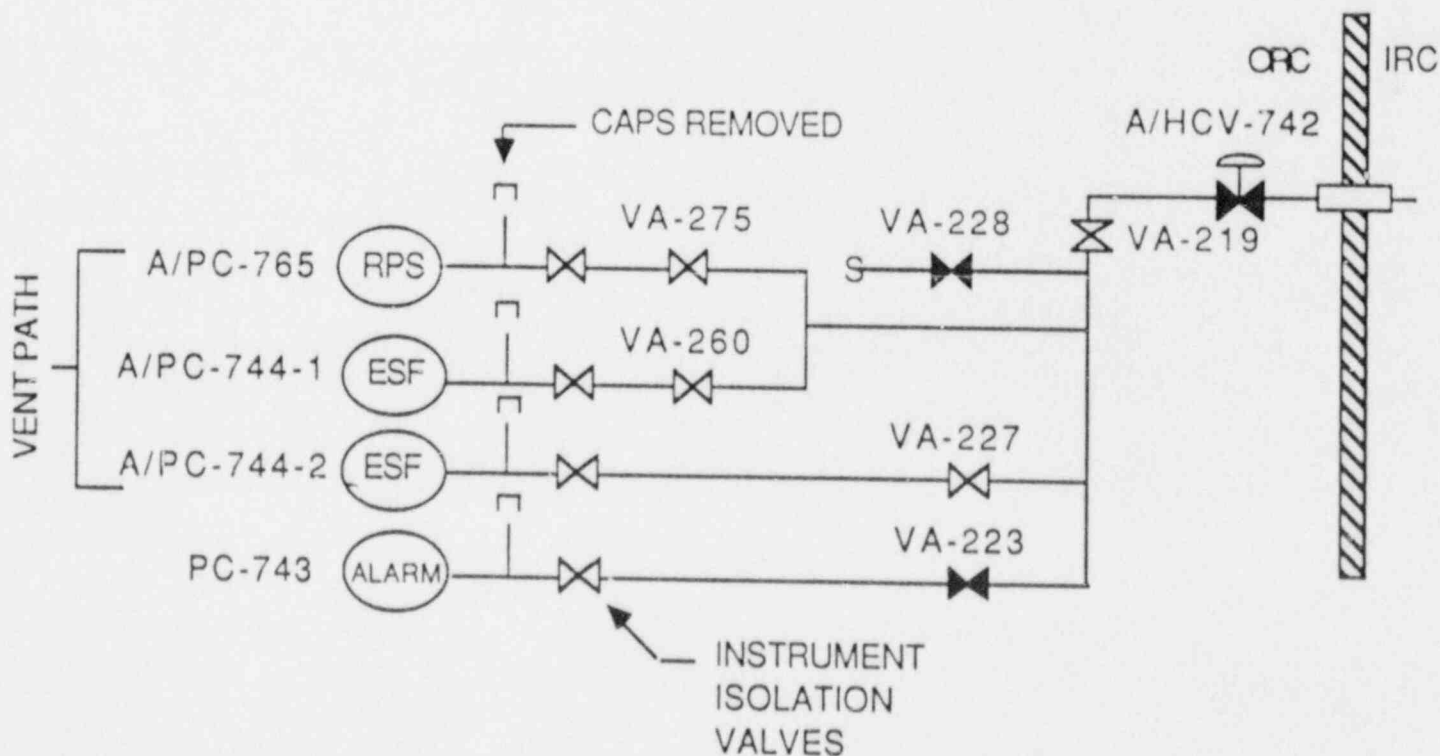 ORC
IRC
A/HCV-742
CAPS REMOVED
VA-275
VA-228
VA-219
A/PC-765
RPS
S
VENT PATH
VA-260
A/PC-744-1
ESF
VA-227
A/PC-744-2
ESF
VA-223
PC-743
ALARM
INSTRUMENT
ISOLATION
VALVES